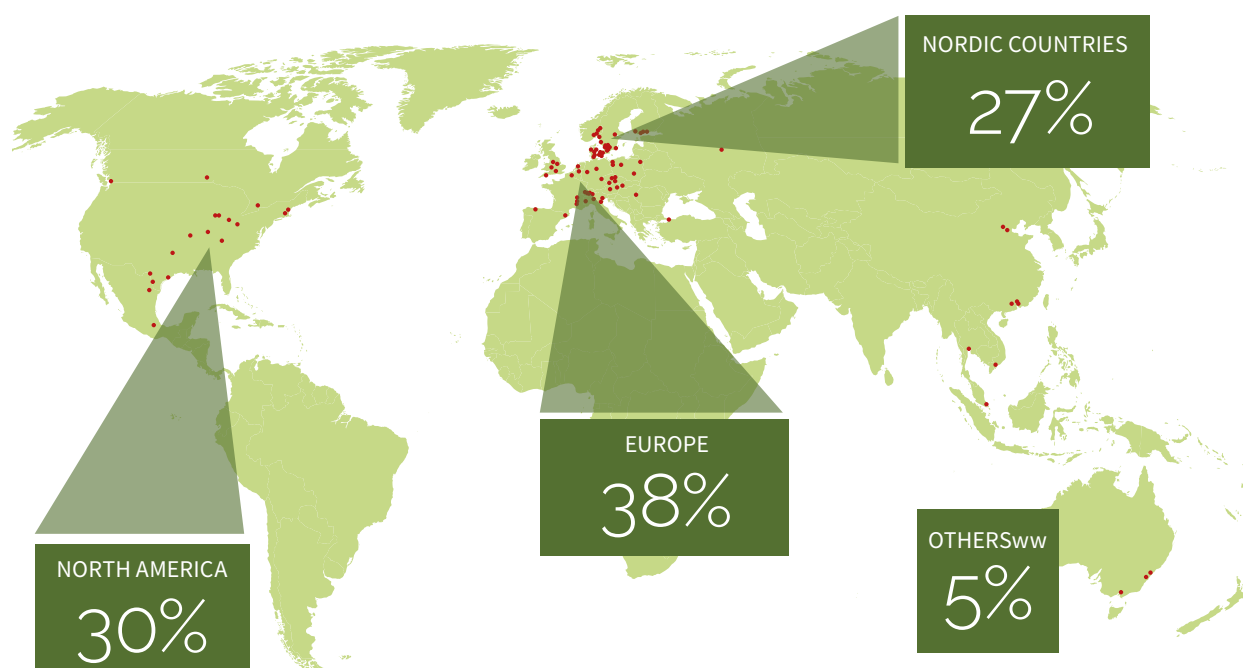 NORDIC COUNTRIES
27%
EUROPE
38%
NORTH AMERICA
30%
OTHERSww
5%